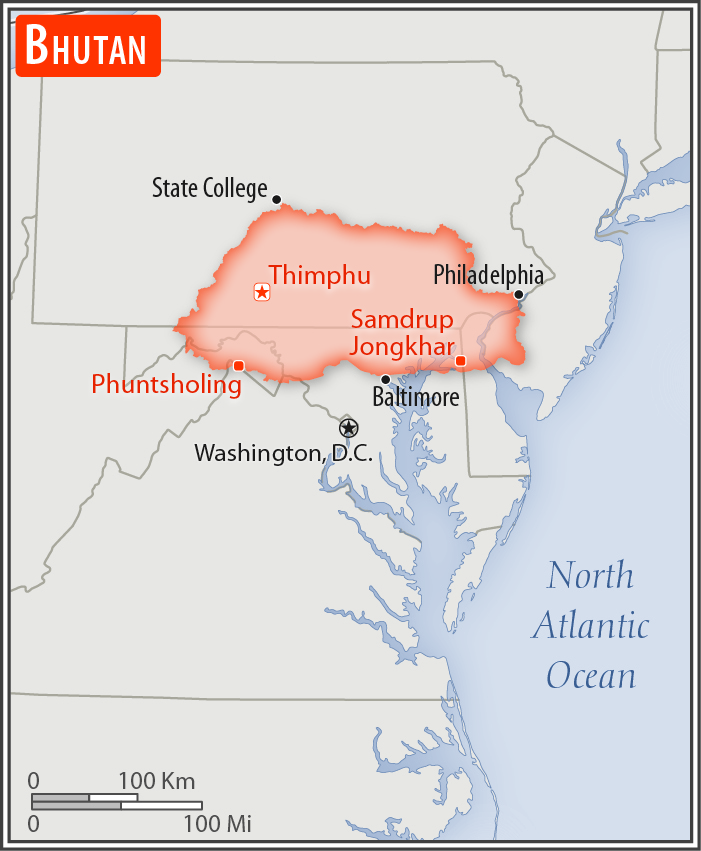 BHUTAN
State College
Thimphu
Philadelphia
Samdrup
Jongkhar
Phuntsholing
Baltimore
Washington, D.C.
North
Atlantic
Ocean
0 100 Km
0 100 Mi